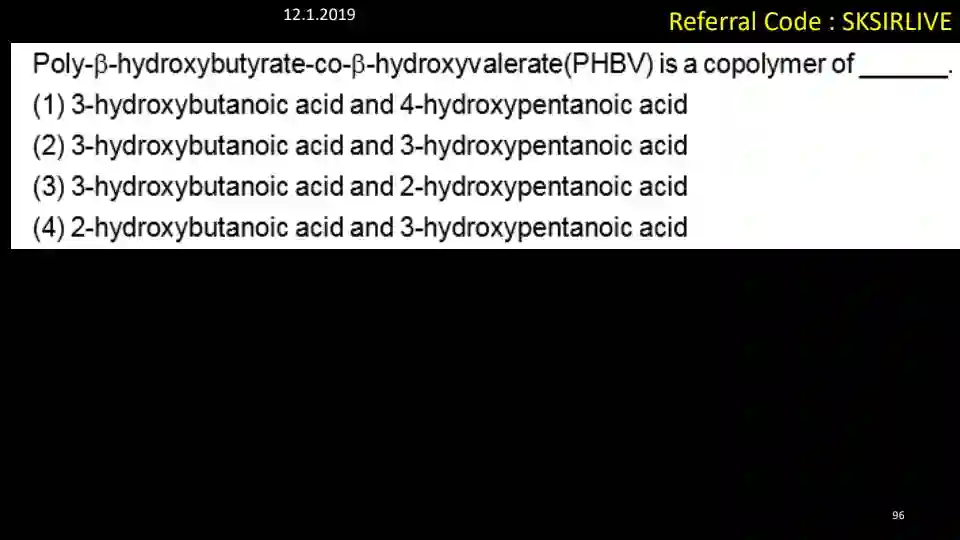 12.1.2019
Referral Code : SKSIRLIVE
Poly-β-hydroxybutyrate-co-β-hydroxyvalerate(PHBV) is a copolymer of ______.
(1) 3-hydroxybutanoic acid and 4-hydroxypentanoic acid
(2) 3-hydroxybutanoic acid and 3-hydroxypentanoic acid
(3) 3-hydroxybutanoic acid and 2-hydroxypentanoic acid
(4) 2-hydroxybutanoic acid and 3-hydroxypentanoic acid
96